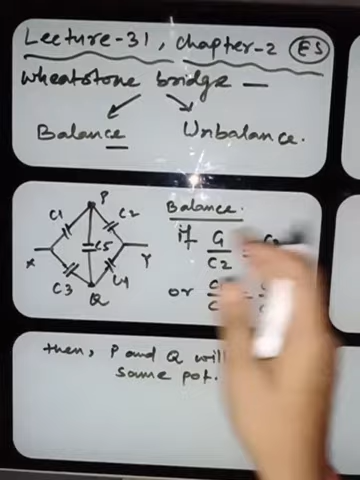 Lecture-31, chapter-2 ES
Wheatstone bridge —
Balance Unbalance.
P
C1 C2
C5
X Y
C3 C4
Q
Balance.
if C1
C2
or
then, P and Q will
same pot.